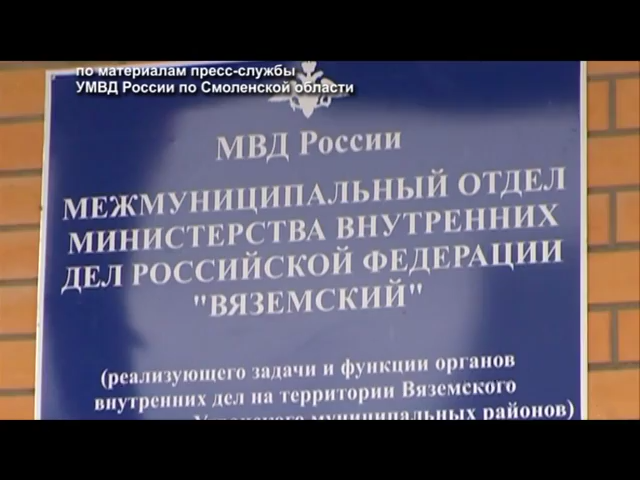 по материалам пресс-службы
УМВД России по Смоленской области
МВД России
МЕЖМУНИЦИПАЛЬНЫЙ ОТДЕЛ
МИНИСТЕРСТВА ВНУТРЕННИХ
ДЕЛ РОССИЙСКОЙ ФЕДЕРАЦИИ
"ВЯЗЕМСКИЙ"
(реализующего задачи и функции органов
внутренних дел на территории Вяземского
муниципальных районов)